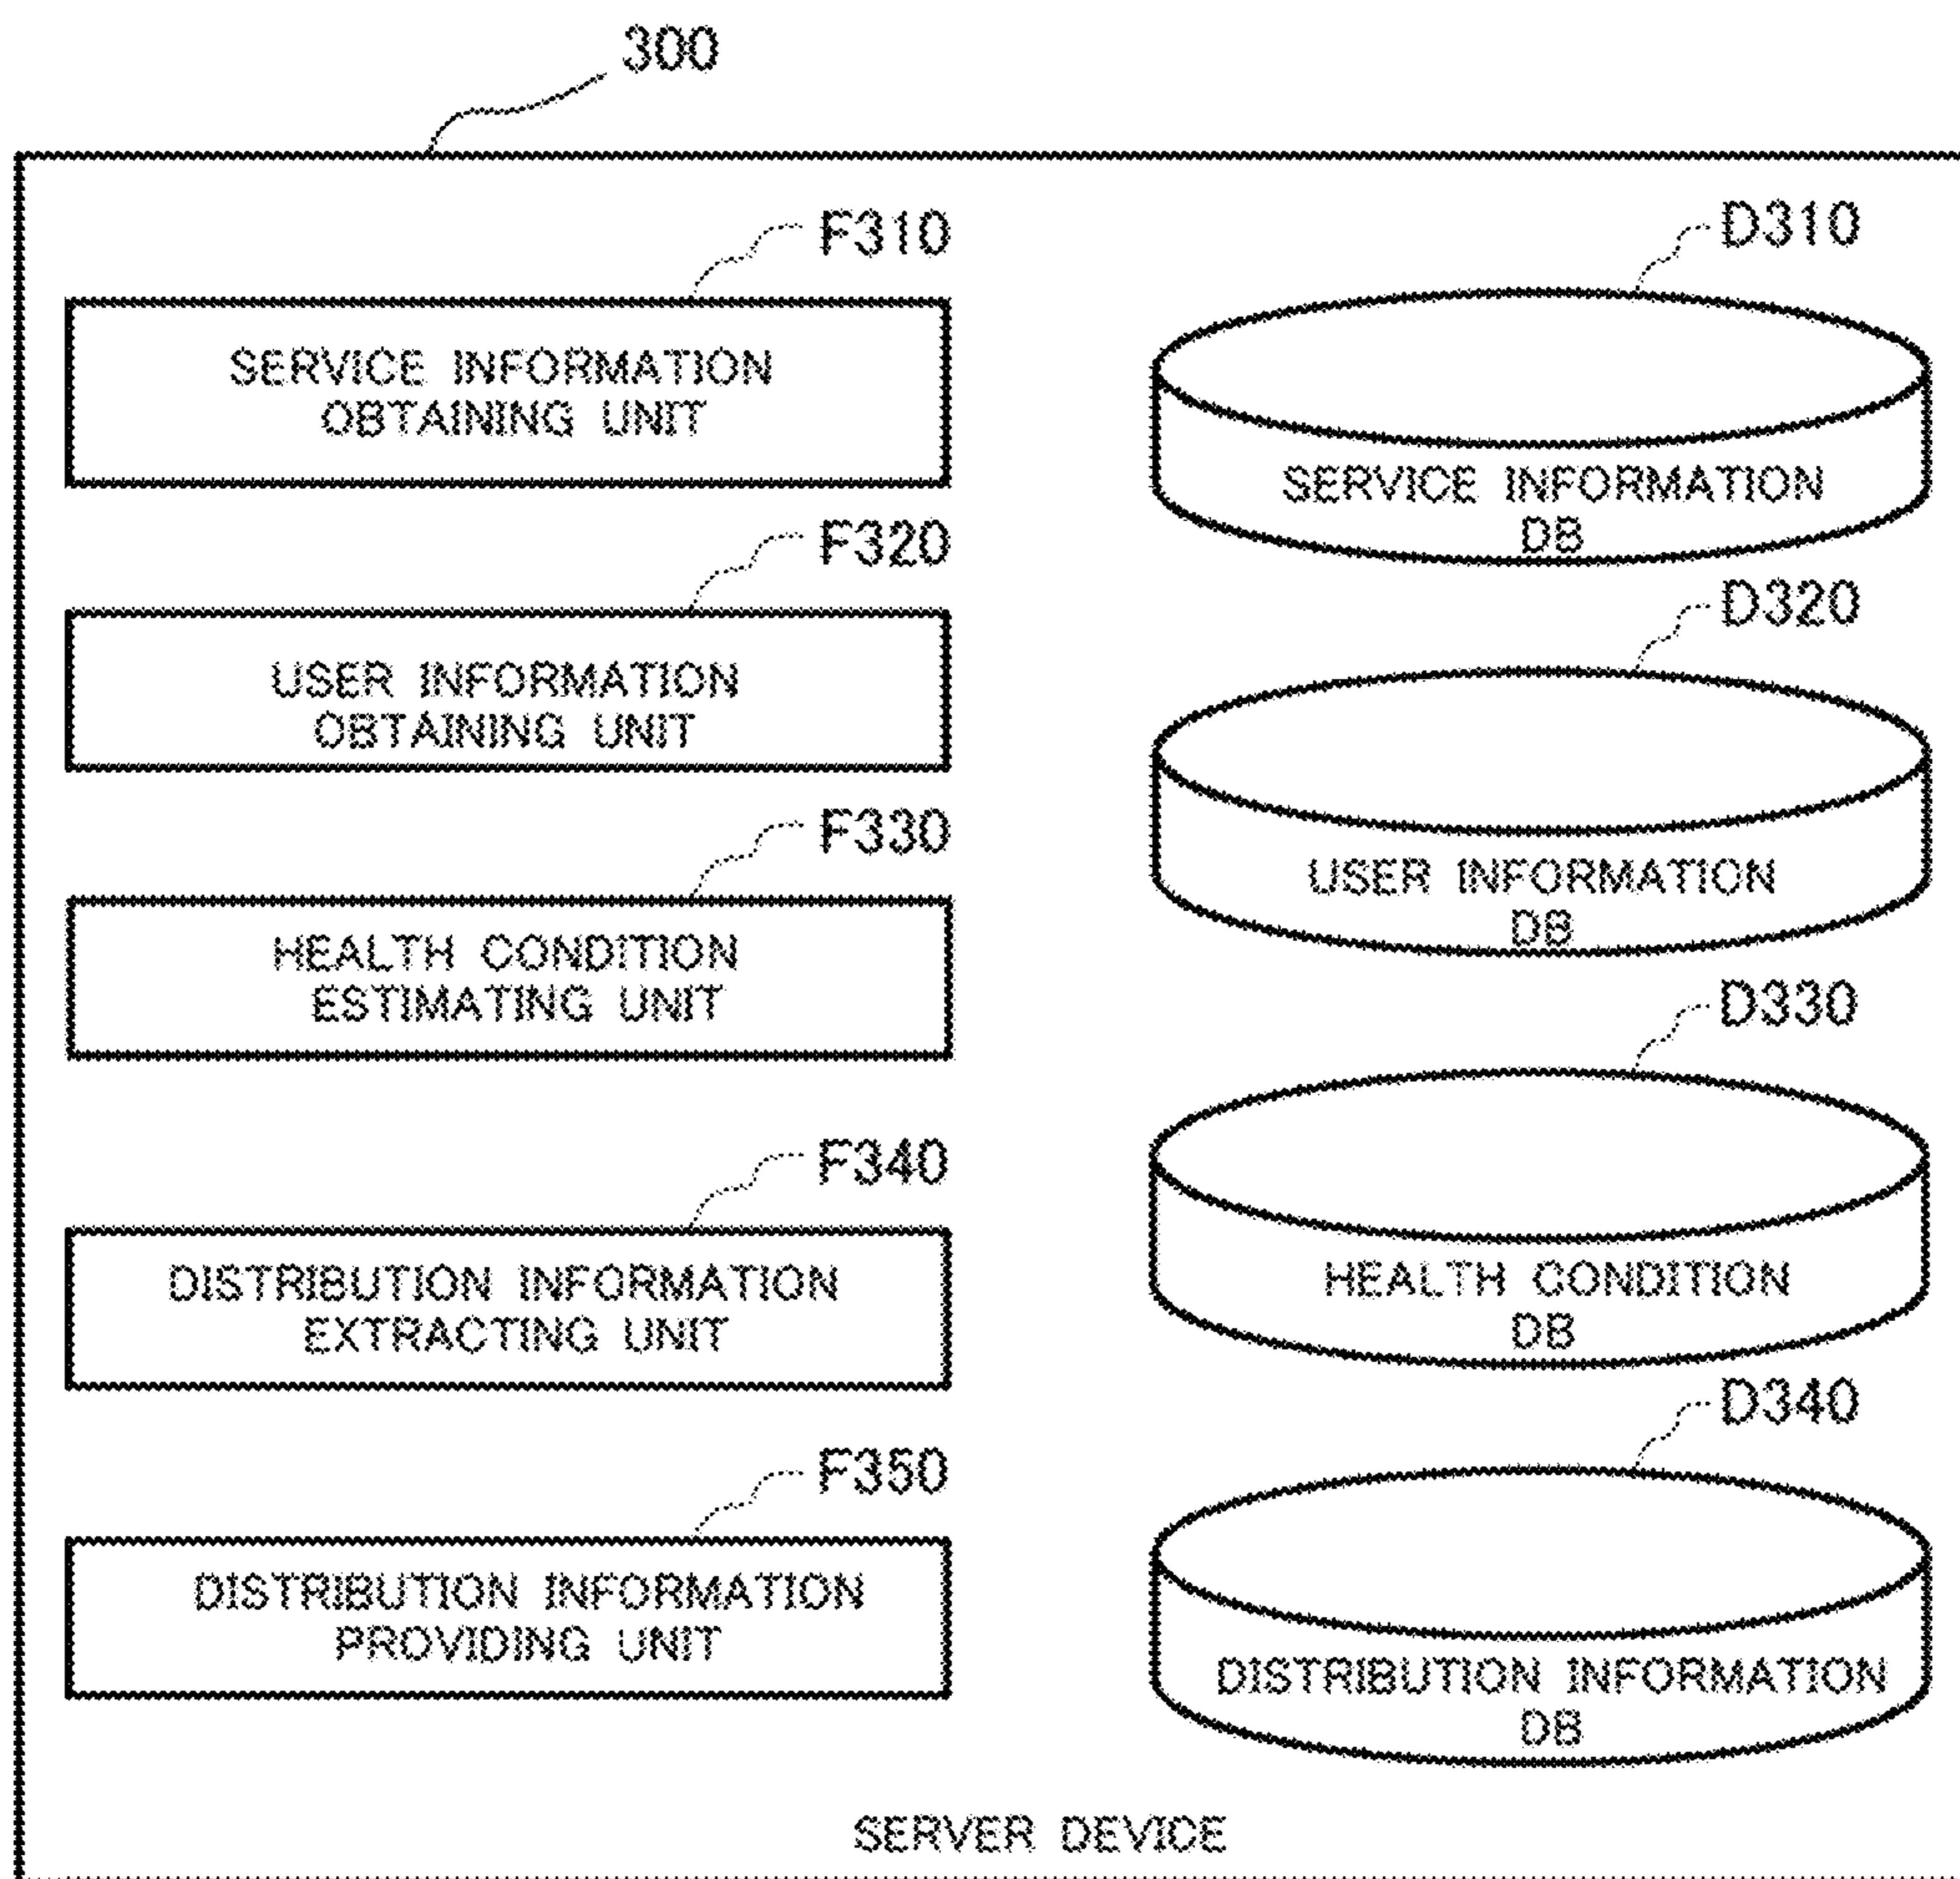 300
F310
SERVICE INFORMATION
OBTAINING UNIT
F320
USER INFORMATION
OBTAINING UNIT
F330
HEALTH CONDITION
ESTIMATING UNIT
F340
DISTRIBUTION INFORMATION
EXTRACTING UNIT
F350
DISTRIBUTION INFORMATION
PROVIDING UNIT
D310
SERVICE INFORMATION
DB
D320
USER INFORMATION
DB
D330
HEALTH CONDITION
DB
D340
DISTRIBUTION INFORMATION
DB
SERVER DEVICE